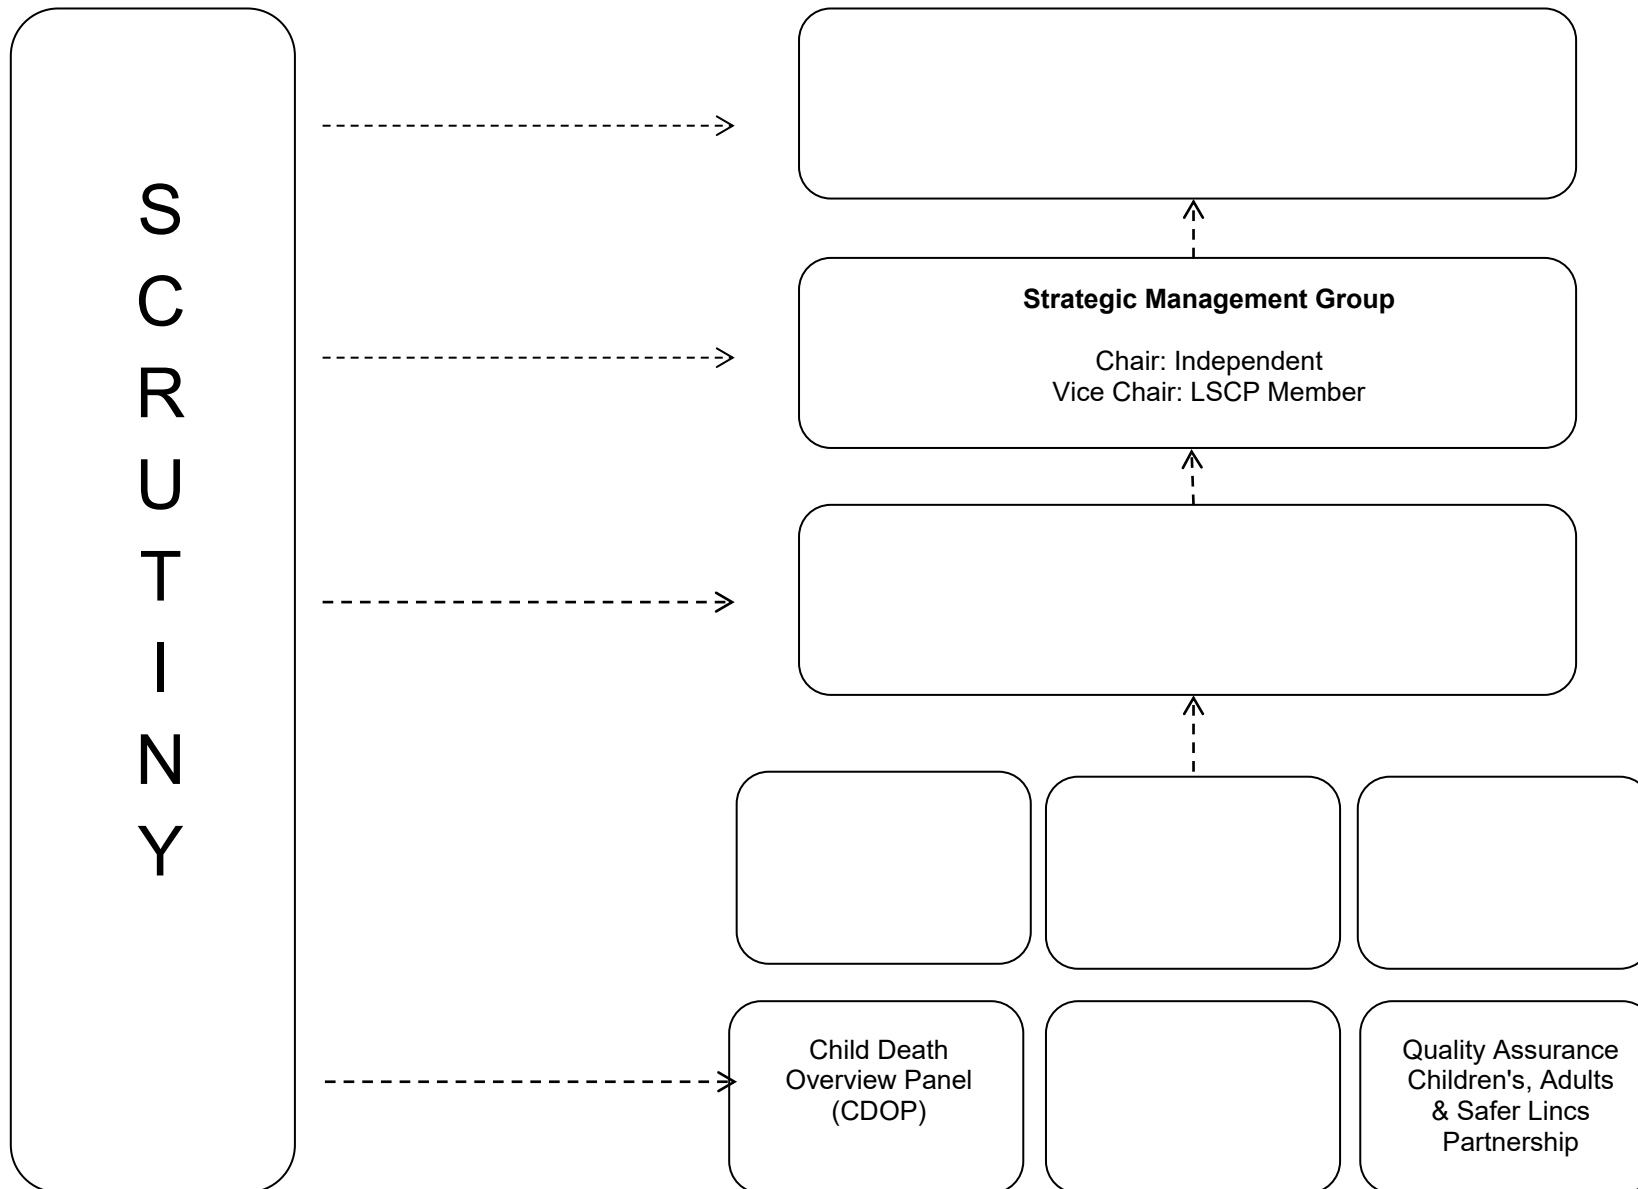 S
C
R
U
T
I
N
Y
Strategic Management Group
Chair: Independent
Vice Chair: LSCP Member
Child Death
Overview Panel
(CDOP)
Quality Assurance
Children's, Adults
& Safer Lincs
Partnership